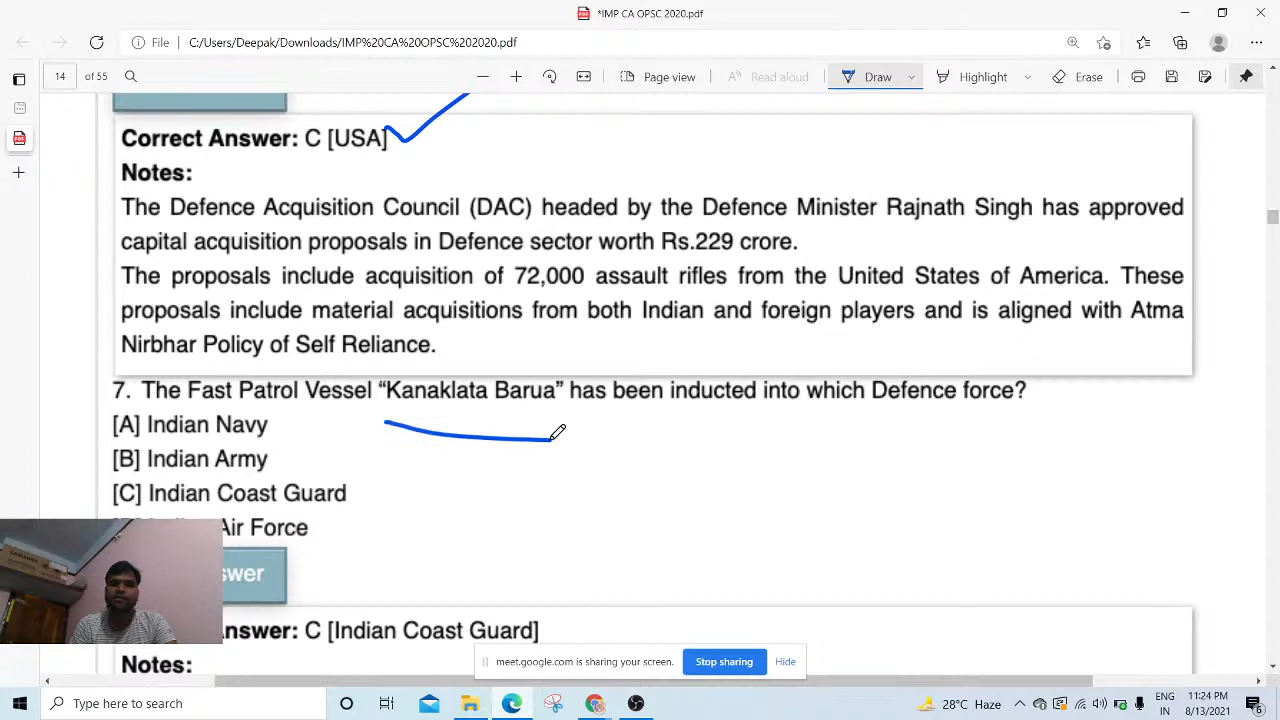 *IMP CA OPSC 2020.pdf
File C:/Users/Deepak/Downloads/IMP%20CA%20OPSC%202020.pdf
14 of 55 Page view Read aloud Draw Highlight Erase
Correct Answer: C [USA]
Notes:
The Defence Acquisition Council (DAC) headed by the Defence Minister Rajnath Singh has approved
capital acquisition proposals in Defence sector worth Rs.229 crore.
The proposals include acquisition of 72,000 assault rifles from the United States of America. These
proposals include material acquisitions from both Indian and foreign players and is aligned with Atma
Nirbhar Policy of Self Reliance.
7. The Fast Patrol Vessel “Kanaklata Barua” has been inducted into which Defence force?
[A] Indian Navy
[B] Indian Army
[C] Indian Coast Guard
Air Force
swer
nswer: C [Indian Coast Guard]
Notes:
meet.google.com is sharing your screen. Stop sharing Hide
Type here to search 28°C Haze ENG IN 11:24 PM 8/13/2021 6